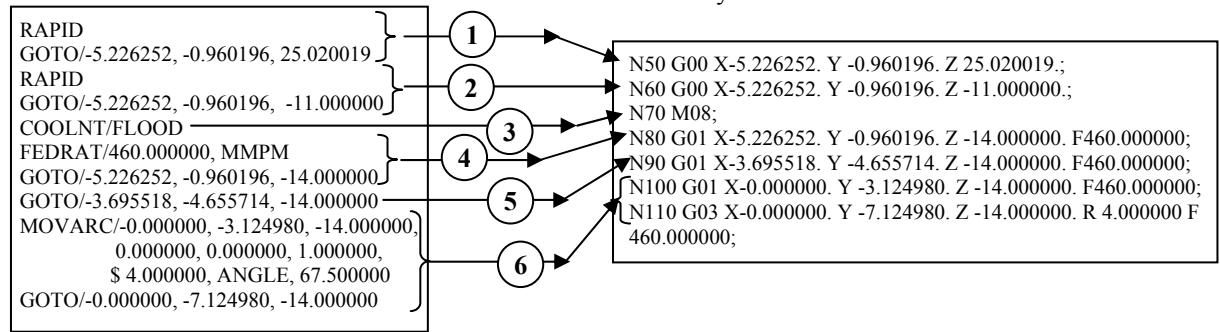 RAPID
GOTO/-5.226252, -0.960196, 25.020019
RAPID
GOTO/-5.226252, -0.960196, -11.000000
COOLNT/FLOOD
FEDRAT/460.000000, MMPM
GOTO/-5.226252, -0.960196, -14.000000
GOTO/-3.695518, -4.655714, -14.000000
MOVARC/-0.000000, -3.124980, -14.000000,
0.000000, 0.000000, 1.000000,
$ 4.000000, ANGLE, 67.500000
GOTO/-0.000000, -7.124980, -14.000000
1
2
3
4
5
6
N50 G00 X-5.226252. Y -0.960196. Z 25.020019.;
N60 G00 X-5.226252. Y -0.960196. Z -11.000000.;
N70 M08;
N80 G01 X-5.226252. Y -0.960196. Z -14.000000. F460.000000;
N90 G01 X-3.695518. Y -4.655714. Z -14.000000. F460.000000;
N100 G01 X-0.000000. Y -3.124980. Z -14.000000. F460.000000;
N110 G03 X-0.000000. Y -7.124980. Z -14.000000. R 4.000000 F
460.000000;